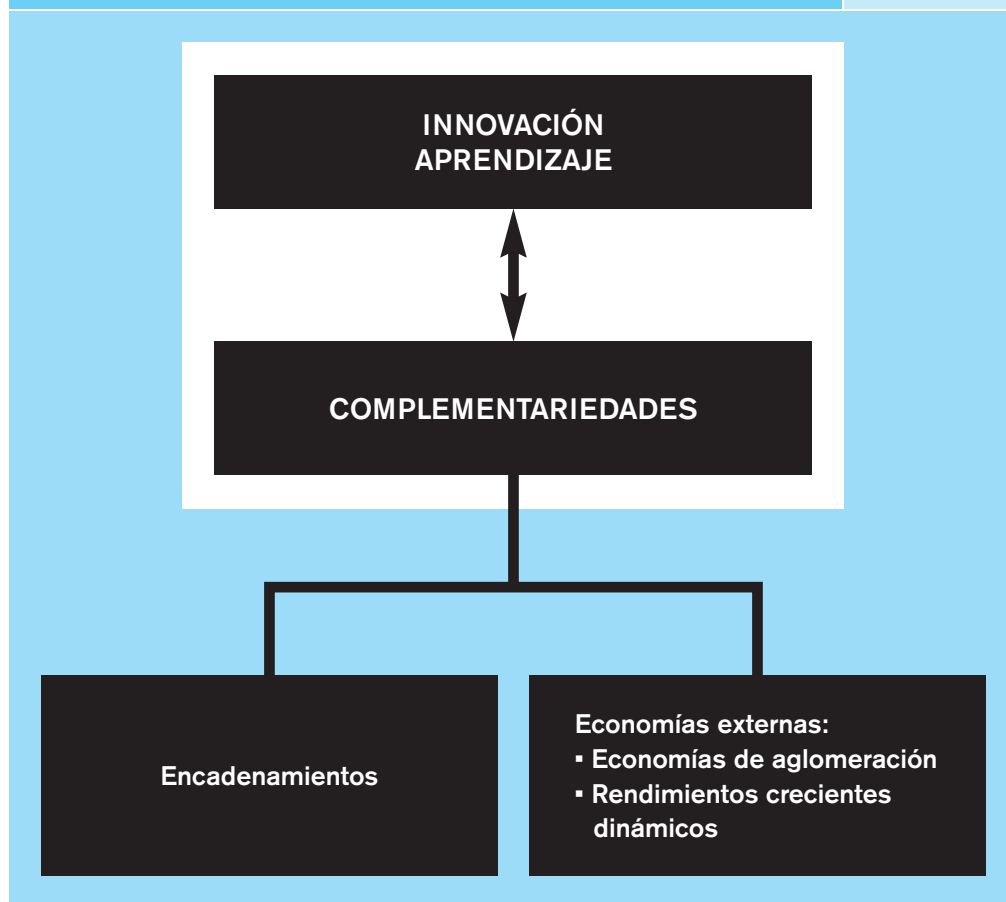 INNOVACIÓN
APRENDIZAJE
COMPLEMENTARIEDADES
Encadenamientos
Economías externas:
▪ Economías de aglomeración
▪ Rendimientos crecientes
dinámicos